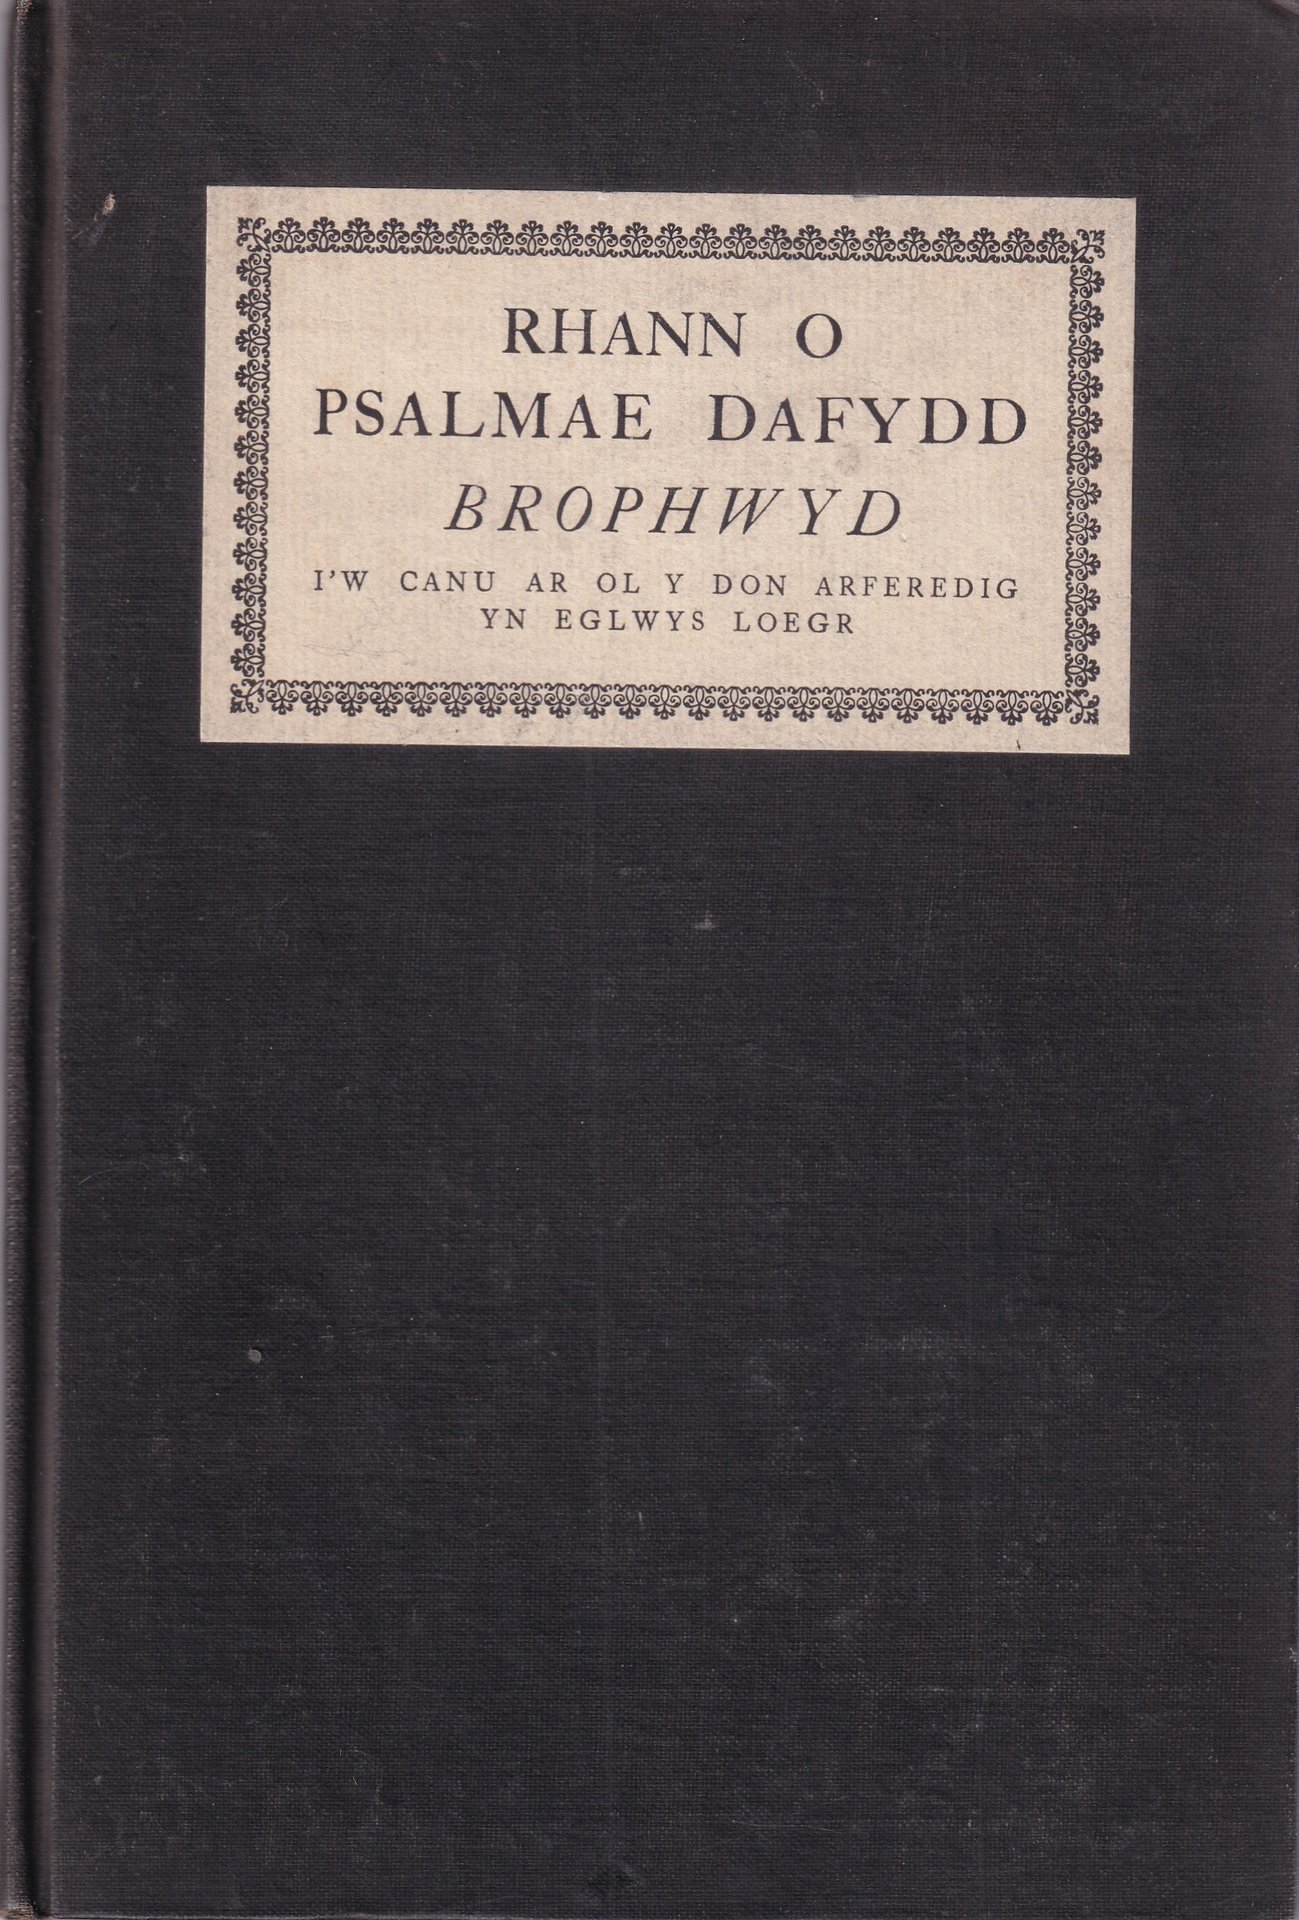 RHANN O
PSALMAE DAFYDD
BROPHWYD
I'W CANU AR OL Y DON ARFEREDIG
YN EGLWYS LOEGR